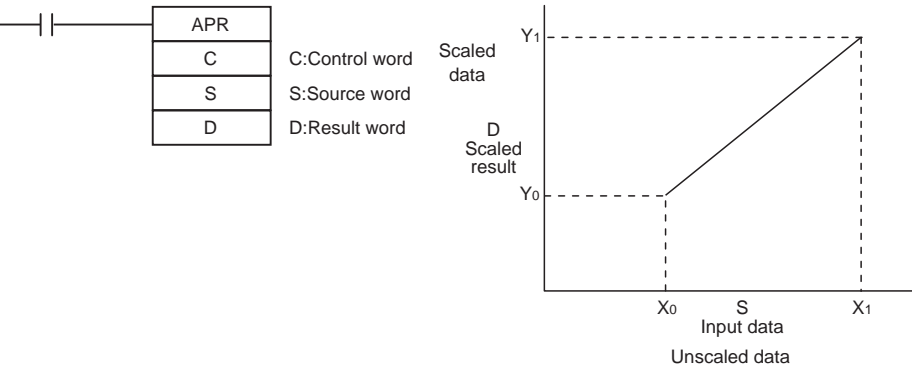 APR
C
C:Control word
S
S:Source word
D
D:Result word
Scaled
data
D
Scaled
result
Y1
Y0
X0
S
X1
Input data
Unscaled data